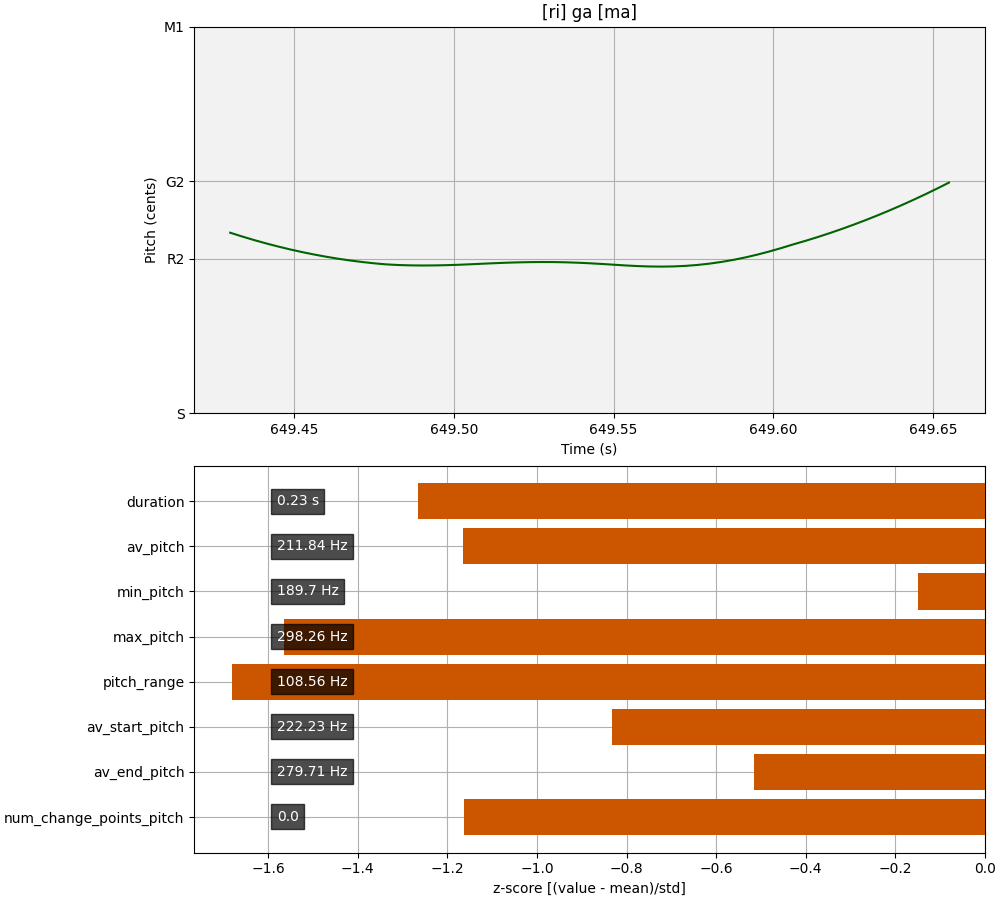 [ri] ga [ma]
M1
G2
R2
S
Pitch (cents)
649.45 649.50 649.55 649.60 649.65
Time (s)
duration 0.23 s
av_pitch 211.84 Hz
min_pitch 189.7 Hz
max_pitch 298.26 Hz
pitch_range 108.56 Hz
av_start_pitch 222.23 Hz
av_end_pitch 279.71 Hz
num_change_points_pitch 0.0
−1.6 −1.4 −1.2 −1.0 −0.8 −0.6 −0.4 −0.2 0.0
z-score [(value - mean)/std]